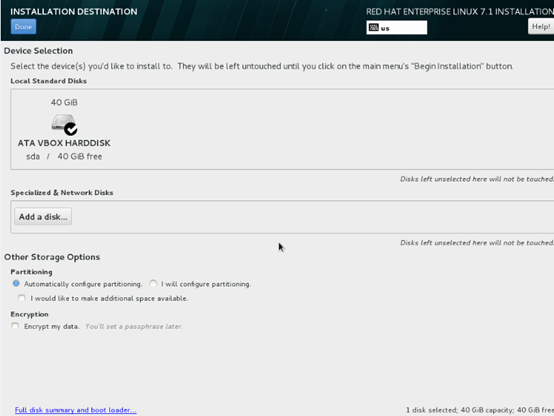 INSTALLATION DESTINATION
RED HAT ENTERPRISE LINUX 7.1 INSTALLATION
Done
us
Help!
Device Selection
Select the device(s) you'd like to install to. They will be left untouched until you click on the main menu's "Begin Installation" button.
Local Standard Disks
40 GiB
ATA VBOX HARDDISK
sda / 40 GiB free
Disks left unselected here will not be touched.
Specialized & Network Disks
Add a disk...
Disks left unselected here will not be touched.
Other Storage Options
Partitioning
Automatically configure partitioning. I will configure partitioning.
I would like to make additional space available.
Encryption
Encrypt my data. You'll set a passphrase later.
Full disk summary and boot loader...
1 disk selected; 40 GiB capacity; 40 GiB free